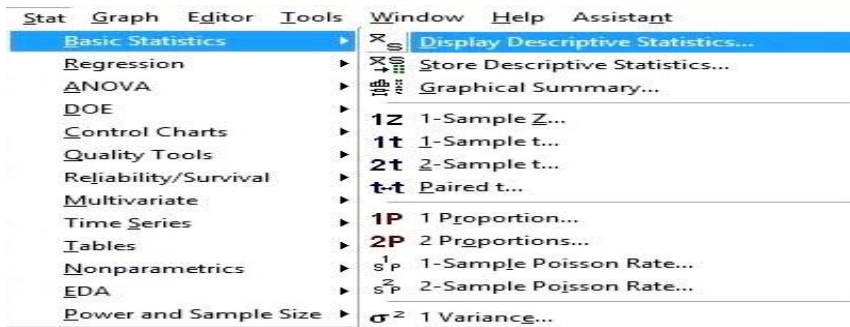 Stat Graph Editor Tools Window Help Assistant
Basic Statistics
Regression
ANOVA
DOE
Control Charts
Quality Tools
Reliability/Survival
Multivariate
Time Series
Tables
Nonparametrics
EDA
Power and Sample Size
Display Descriptive Statistics...
Store Descriptive Statistics...
Graphical Summary...
1Z 1-Sample Z...
1t 1-Sample t...
2t 2-Sample t...
t-t Paired t...
1P 1 Proportion...
2P 2 Proportions...
s¹P 1-Sample Poisson Rate...
s²P 2-Sample Poisson Rate...
σ² 1 Variance...